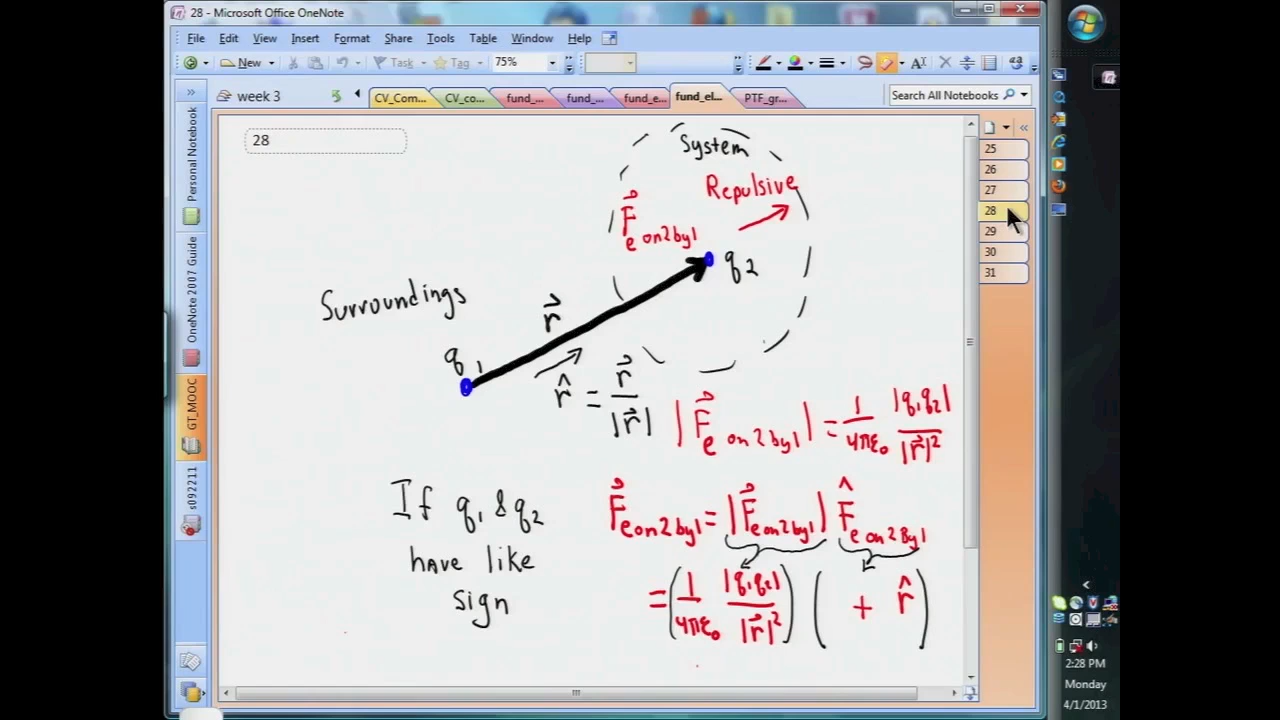 28 - Microsoft Office OneNote
File Edit View Insert Format Share Tools Table Window Help
New Task Tag 75%
week 3 CV_Com... CV_co... fund_... fund_... fund_e... fund_el... PTF_gr... Search All Notebooks
Personal Notebook
OneNote 2007 Guide
GT_MOOC
s092211
28
25
26
27
28
29
30
31
System
Repulsive
F⃗ e on 2 by 1
q2
Surroundings
r⃗
q1
r̂ = r⃗ / |r⃗|
|F⃗ e on 2 by 1| = 1/4πε0 |q1q2|/|r⃗|²
If q1 & q2
have like
sign
F⃗ e on 2 by 1 = |F⃗ e on 2 by 1| F̂ e on 2 By 1
= (1/4πε0 |q1q2|/|r⃗|²) ( + r̂ )
2:28 PM
Monday
4/1/2013